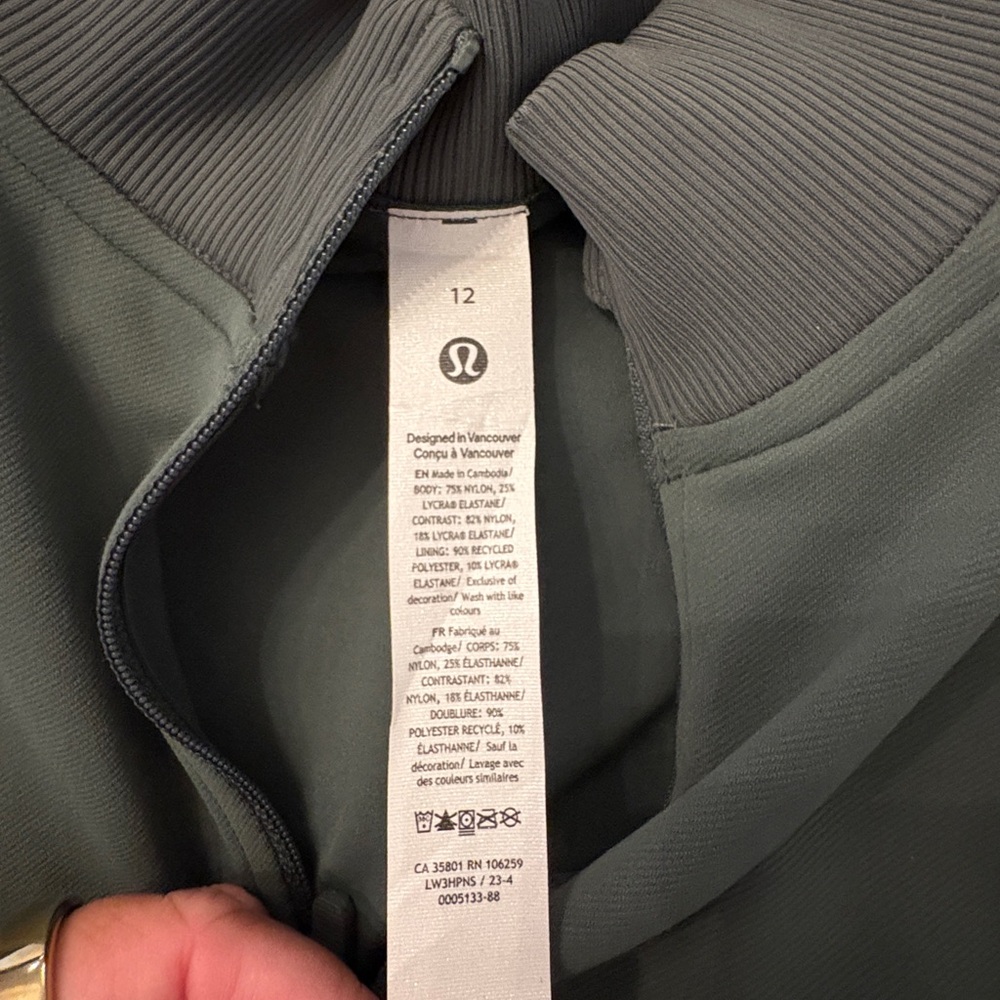 12
Designed in Vancouver
Conçu à Vancouver
EN Made in Cambodia/
BODY: 75% NYLON, 25%
LYCRA® ELASTANE/
CONTRAST: 82% NYLON,
18% LYCRA® ELASTANE/
LINING: 90% RECYCLED
POLYESTER, 10% LYCRA®
ELASTANE/ Exclusive of
decoration/ Wash with like
colours
FR Fabriqué au
Cambodge/ CORPS: 75%
NYLON, 25% ÉLASTHANNE/
CONTRASTANT: 82%
NYLON, 18% ÉLASTHANNE/
DOUBLURE: 90%
POLYESTER RECYCLÉ, 10%
ÉLASTHANNE/ Sauf la
décoration/ Lavage avec
des couleurs similaires
CA 35801 RN 106259
LW3HPNS / 23-4
0005133-88